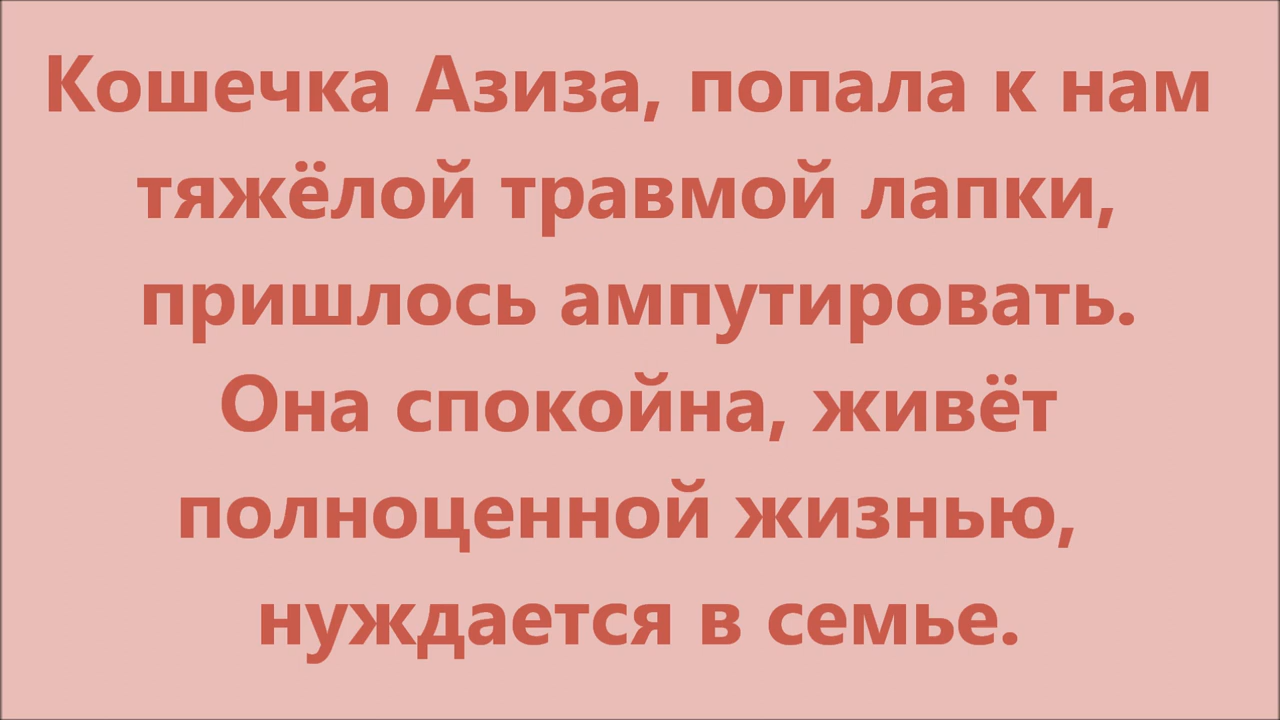 Кошечка Азиза, попала к нам
тяжёлой травмой лапки,
пришлось ампутировать.
Она спокойна, живёт
полноценной жизнью,
нуждается в семье.